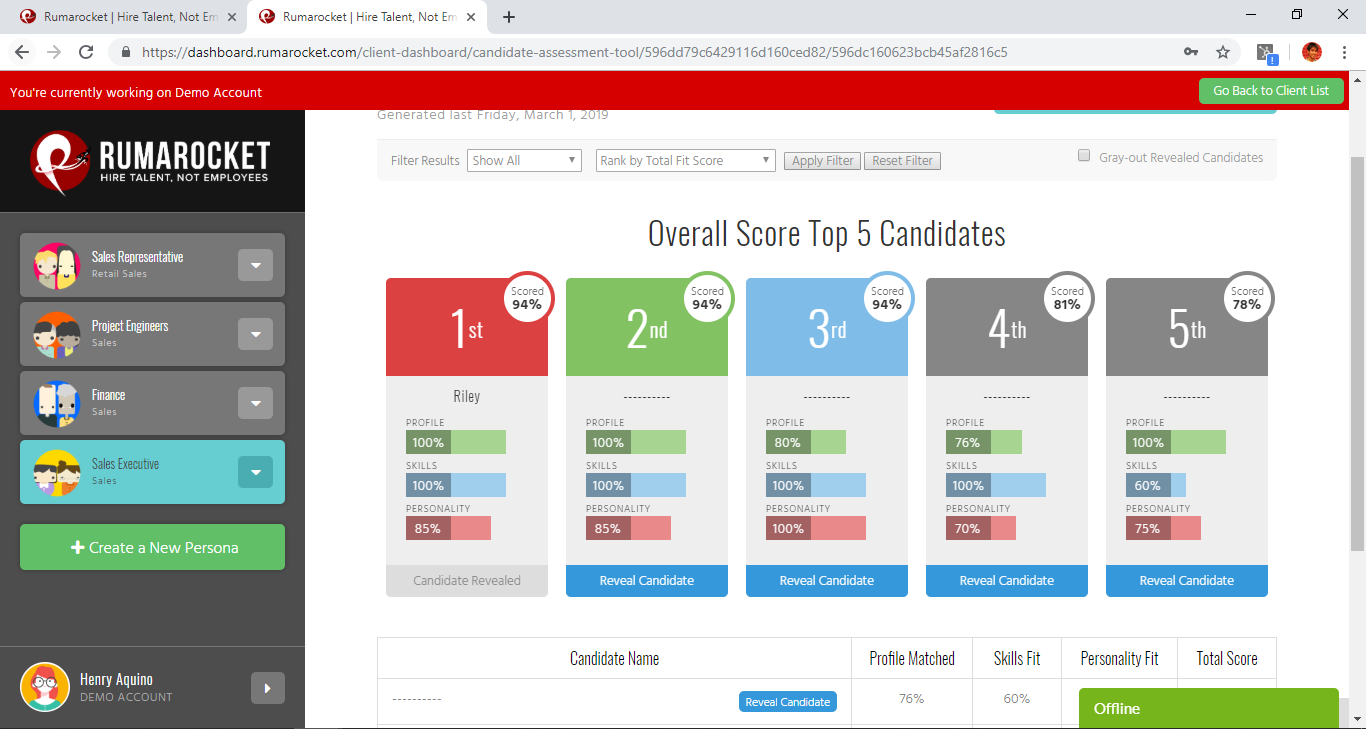 Rumarocket | Hire Talent, Not Em
Rumarocket | Hire Talent, Not Em
https://dashboard.rumarocket.com/client-dashboard/candidate-assessment-tool/596dd79c6429116d160ced82/596dc160623bcb45af2816c5
You're currently working on Demo Account
Go Back to Client List
RUMAROCKET
HIRE TALENT, NOT EMPLOYEES
Sales Representative
Retail Sales
Project Engineers
Sales
Finance
Sales
Sales Executive
Sales
Create a New Persona
Henry Aquino
DEMO ACCOUNT
Generated last Friday, March 1, 2019
Filter Results Show All Rank by Total Fit Score Apply Filter Reset Filter Gray-out Revealed Candidates
Overall Score Top 5 Candidates
Scored
94%
1st
Riley
PROFILE
100%
SKILLS
100%
PERSONALITY
85%
Candidate Revealed
Scored
94%
2nd
----------
PROFILE
100%
SKILLS
100%
PERSONALITY
85%
Reveal Candidate
Scored
94%
3rd
----------
PROFILE
80%
SKILLS
100%
PERSONALITY
100%
Reveal Candidate
Scored
81%
4th
----------
PROFILE
76%
SKILLS
100%
PERSONALITY
70%
Reveal Candidate
Scored
78%
5th
----------
PROFILE
100%
SKILLS
60%
PERSONALITY
75%
Reveal Candidate
Candidate Name Profile Matched Skills Fit Personality Fit Total Score
---------- Reveal Candidate 76% 60%
Offline